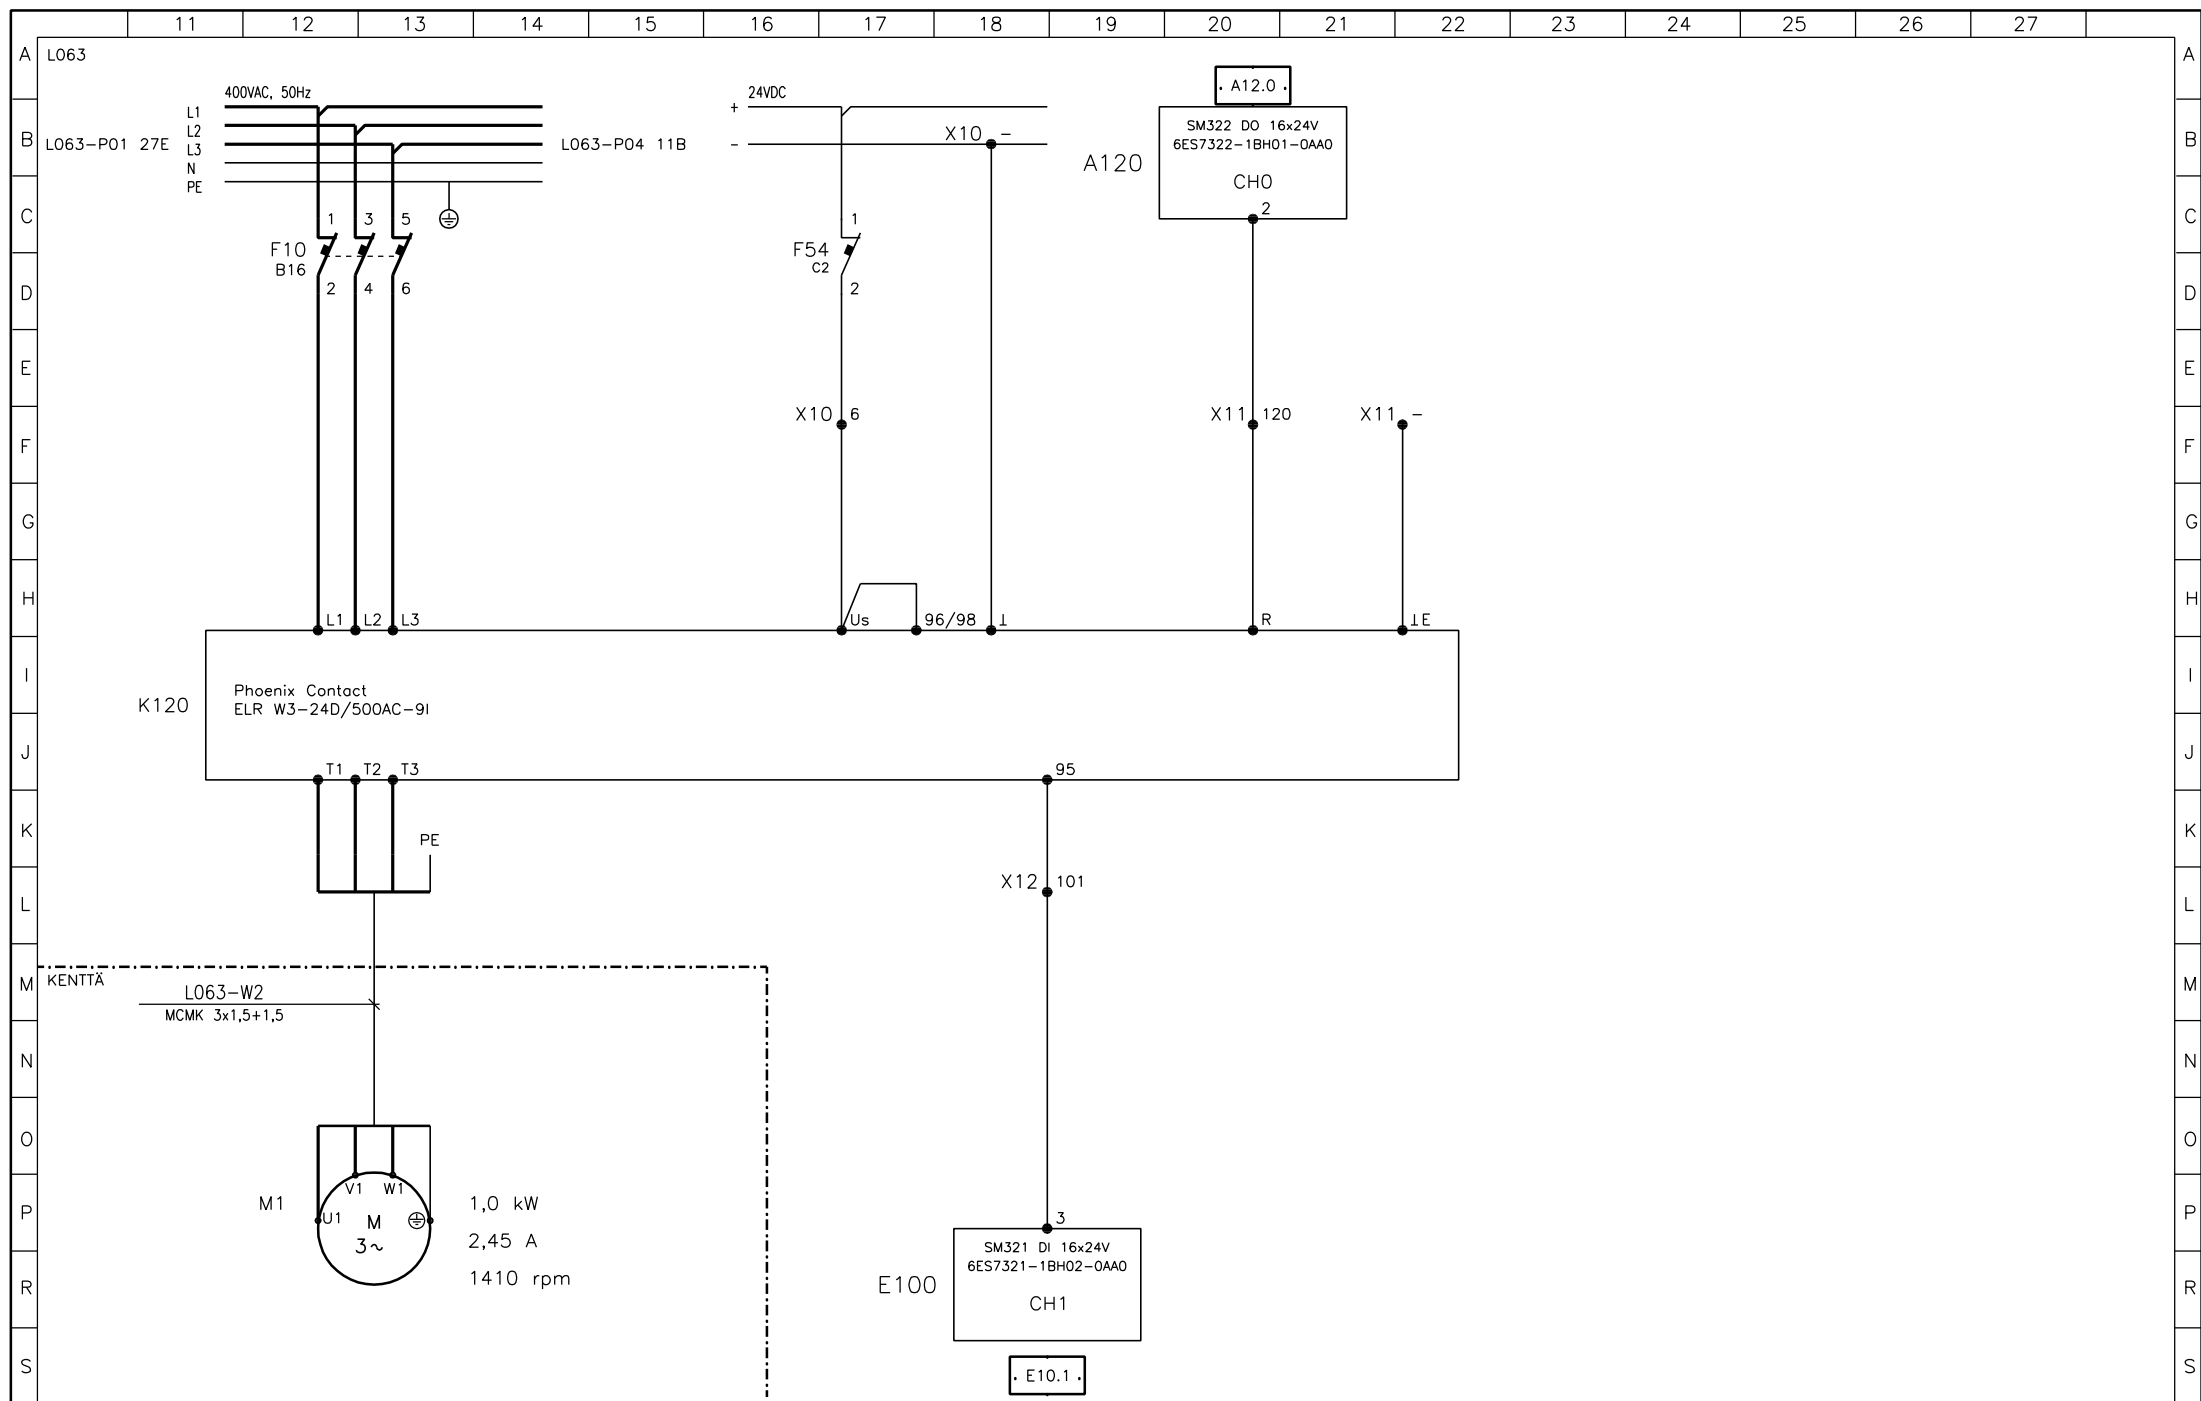 11 12 13 14 15 16 17 18 19 20 21 22 23 24 25 26 27
A L063 A
A12.0
400VAC, 50Hz 24VDC
L1 +
L2 X10 - SM322 DO 16x24V
B L063-P01 27E L3 L063-P04 11B - A120 6ES7322-1BH01-0AA0 B
N
PE CH0
C 1 3 5 1 2 C
F10 F54
B16 C2
D 2 4 6 2 D
E E
X10 6 X11 120 X11 -
F F
G G
H H
L1 L2 L3 Us 96/98 ⊥ R ⊥E
I I
Phoenix Contact
K120 ELR W3-24D/500AC-9I
J J
T1 T2 T3 95
K PE K
X12 101
L L
M KENTTÄ M
L063-W2
MCMK 3x1,5+1,5
N N
O O
V1 W1
M1 1,0 kW
P U1 M 3 P
3~ 2,45 A SM321 DI 16x24V
6ES7321-1BH02-0AA0
R 1410 rpm E100 R
CH1
S E10.1 S